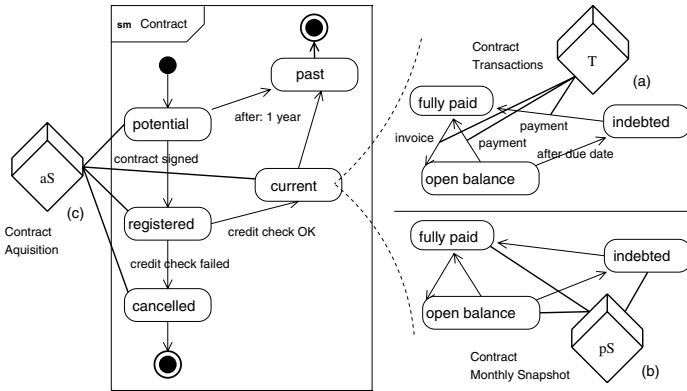 sm Contract
past
potential
after: 1 year
contract signed
aS
(c)
Contract
Aquisition
current
registered
credit check OK
credit check failed
cancelled
Contract
Transactions
T
(a)
fully paid
indebted
payment
invoice
payment
after due date
open balance
fully paid
indebted
open balance
pS
Contract
Monthly Snapshot
(b)